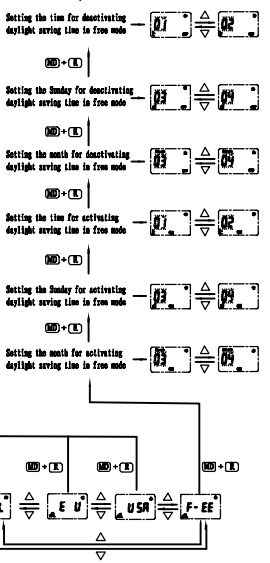 Setting the time for deactivating
daylight saving time in free mode
01
02
MD + R
Setting the Sunday for deactivating
daylight saving time in free mode
03
04
MD + R
Setting the month for deactivating
daylight saving time in free mode
03
04
MD + R
Setting the time for activating
daylight saving time in free mode
01
02
MD + R
Setting the Sunday for activating
daylight saving time in free mode
03
04
MD + R
Setting the month for activating
daylight saving time in free mode
03
04
MD + R
MD + R
MD + R
E U
USA
F-EE